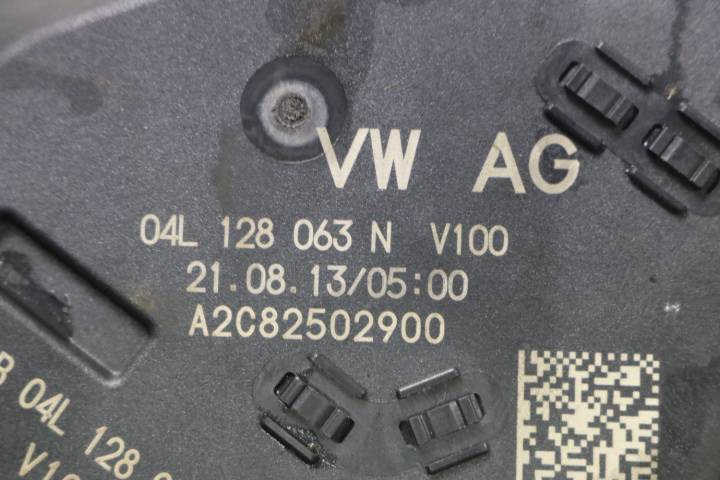 VW AG
04L 128 063 N V100
21.08.13/05:00
A2C82502900
04L 128